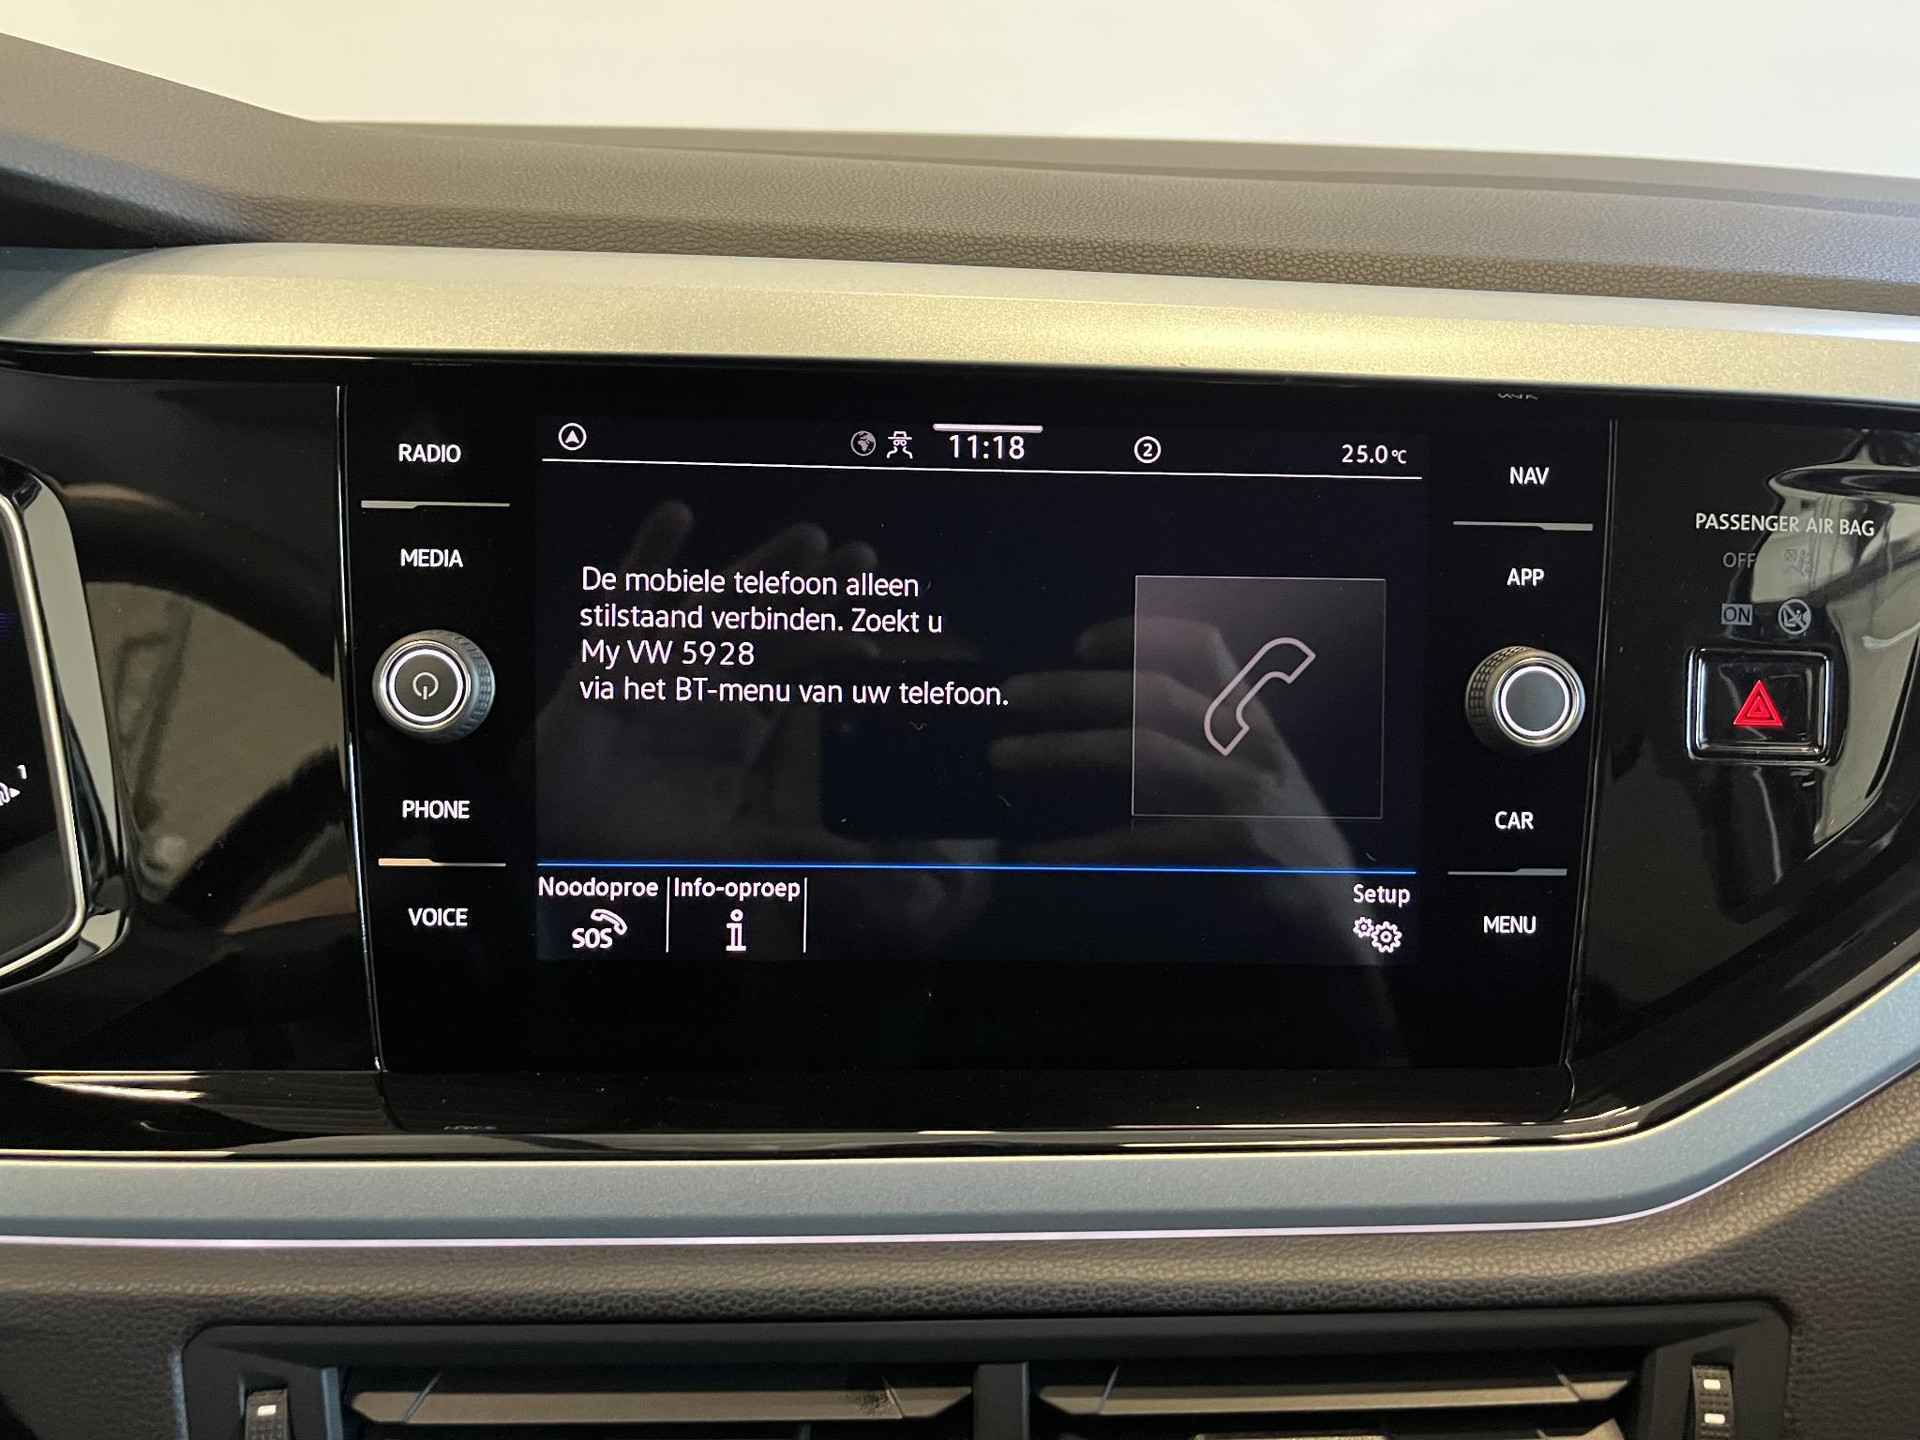 RADIO
MEDIA
PHONE
VOICE
11:18
2
25.0°C
De mobiele telefoon alleen
stilstaand verbinden. Zoekt u
My VW 5928
via het BT-menu van uw telefoon.
Noodoproe
Info-oproep
SOS
i
Setup
NAV
APP
CAR
MENU
PASSENGER AIR BAG
OFF
ON
1